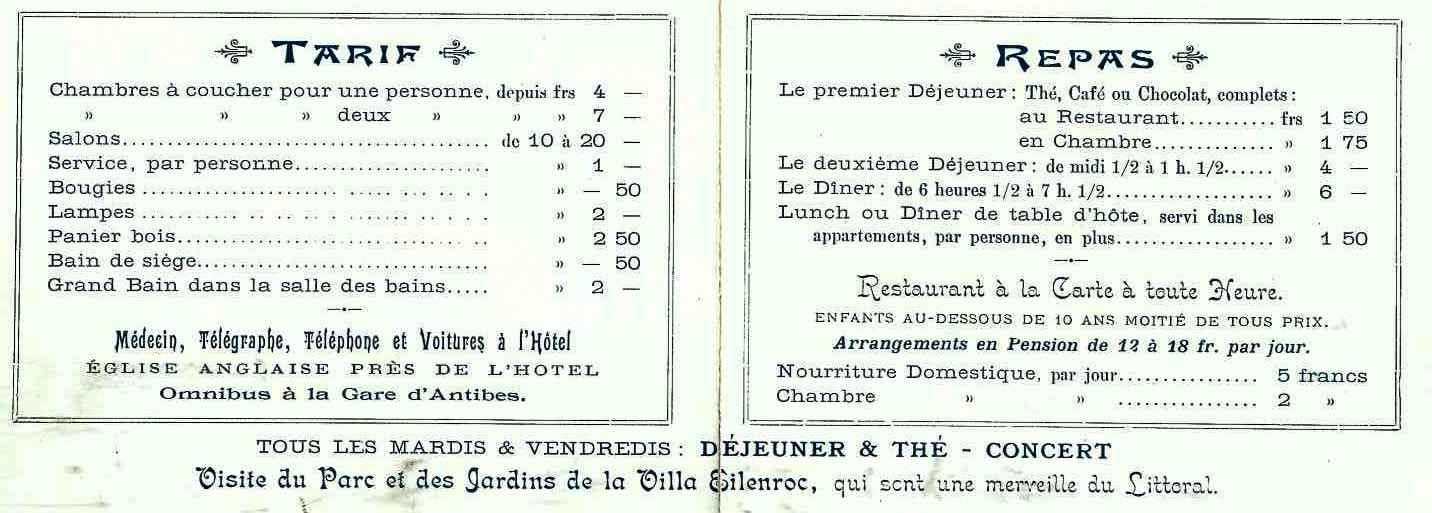 TARIF
Chambres à coucher pour une personne, depuis frs 4 —
» » » deux » » » 7 —
Salons........................................ de 10 à 20 —
Service, par personne........................ » 1 —
Bougies ........................................ » — 50
Lampes ........................................ » 2 —
Panier bois........................................ » 2 50
Bain de siège........................................ » — 50
Grand Bain dans la salle des bains..... » 2 —
Médecin, Télégraphe, Téléphone et Voitures à l'Hôtel
ÉGLISE ANGLAISE PRÈS DE L'HOTEL
Omnibus à la Gare d'Antibes.
REPAS
Le premier Déjeuner : Thé, Café ou Chocolat, complets :
au Restaurant........... frs 1 50
en Chambre.............. » 1 75
Le deuxième Déjeuner : de midi 1/2 à 1 h. 1/2...... » 4 —
Le Dîner : de 6 heures 1/2 à 7 h. 1/2.................. » 6 —
Lunch ou Dîner de table d'hôte, servi dans les
appartements, par personne, en plus................... » 1 50
Restaurant à la Carte à toute Heure.
ENFANTS AU-DESSOUS DE 10 ANS MOITIÉ DE TOUS PRIX.
Arrangements en Pension de 12 à 18 fr. par jour.
Nourriture Domestique, par jour................ 5 francs
Chambre » » ................ 2 »
TOUS LES MARDIS & VENDREDIS : DÉJEUNER & THÉ - CONCERT
Visite du Parc et des Jardins de la Villa Eilenroc, qui sont une merveille du Littoral.